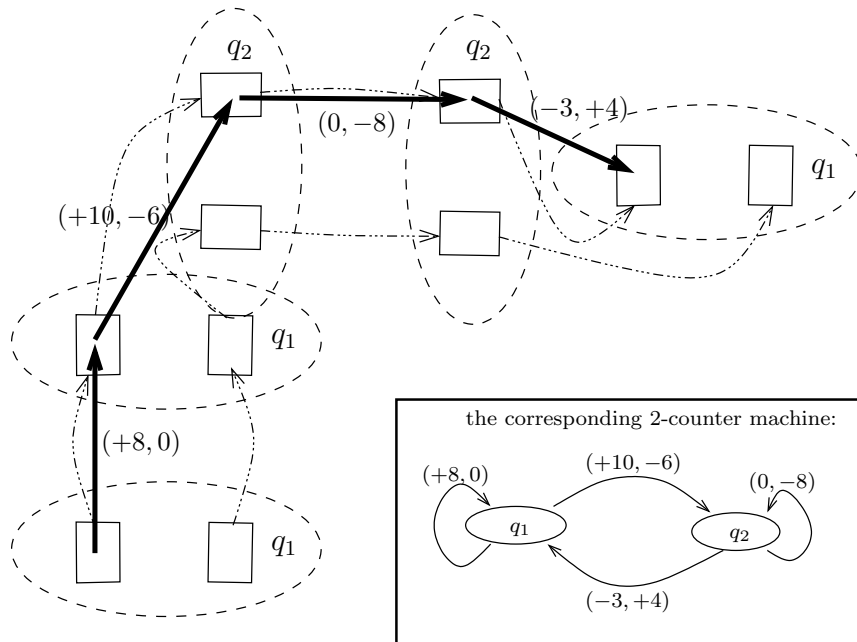 q₂ q₂
(−3, +4)
(0, −8)
q₁
(+10, −6)
q₁
(+8, 0)
q₁
the corresponding 2-counter machine:
(+10, −6)
(+8, 0) (0, −8)
q₁ q₂
(−3, +4)